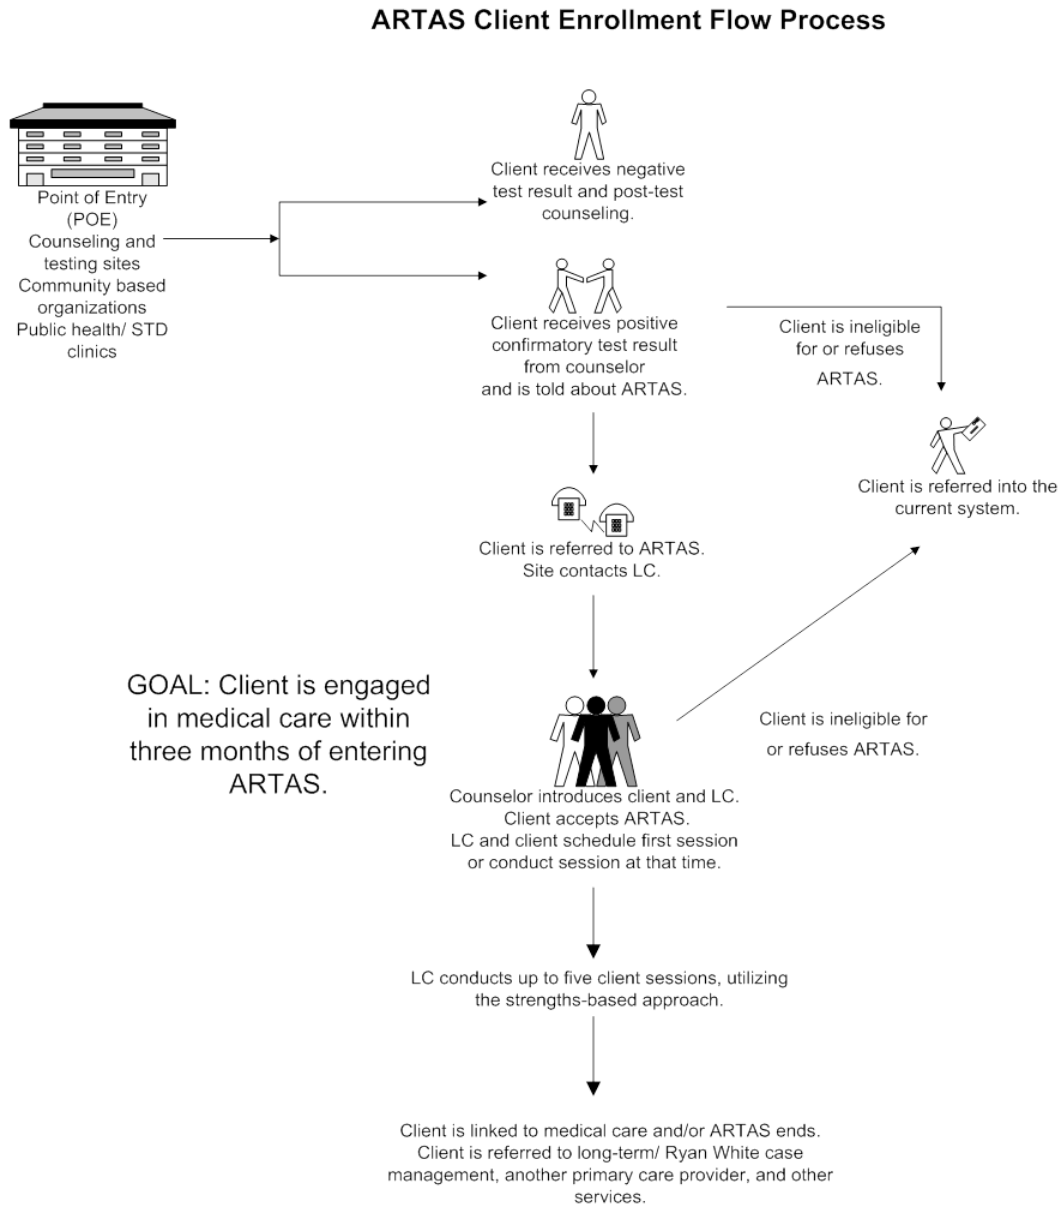 ARTAS Client Enrollment Flow Process
Point of Entry
(POE)
Counseling and
testing sites
Community based
organizations
Public health/ STD
clinics
Client receives negative
test result and post-test
counseling.
Client receives positive
confirmatory test result
from counselor
and is told about ARTAS.
Client is ineligible
for or refuses
ARTAS.
Client is referred into the
current system.
Client is referred to ARTAS.
Site contacts LC.
GOAL: Client is engaged
in medical care within
three months of entering
ARTAS.
Client is ineligible for
or refuses ARTAS.
Counselor introduces client and LC.
Client accepts ARTAS.
LC and client schedule first session
or conduct session at that time.
LC conducts up to five client sessions, utilizing
the strengths-based approach.
Client is linked to medical care and/or ARTAS ends.
Client is referred to long-term/ Ryan White case
management, another primary care provider, and other
services.